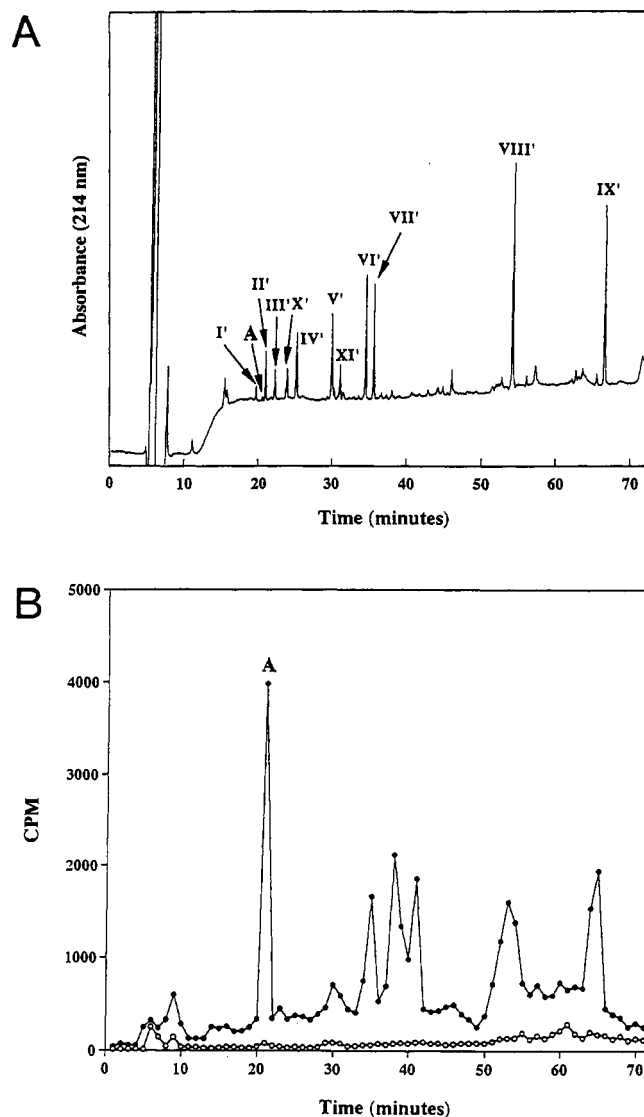 A
Absorbance (214 nm)
VIII'
IX'
VII'
VI'
II'
III' X'
V'
I' A
IV'
XI'
0 10 20 30 40 50 60 70
Time (minutes)
B
5000
A
4000
3000
CPM
2000
1000
0
0 10 20 30 40 50 60 70
Time (minutes)